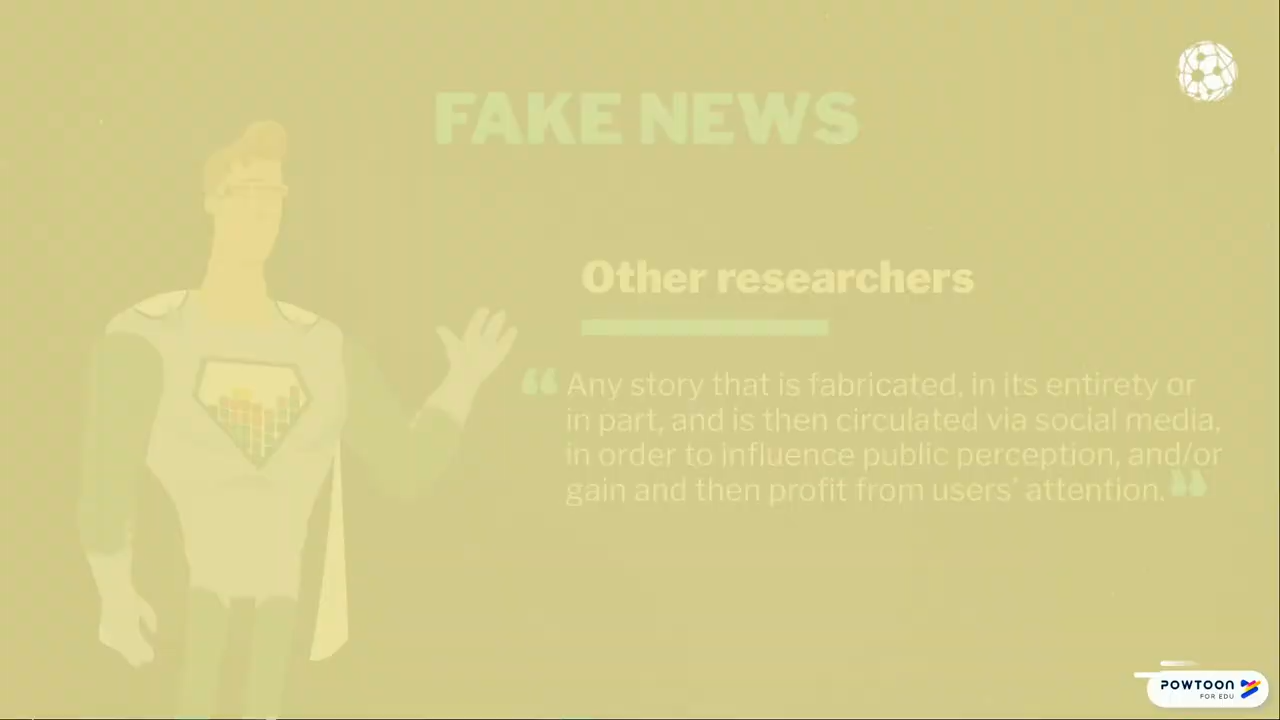 FAKE NEWS
Other researchers
“Any story that is fabricated, in its entirety or
in part, and is then circulated via social media,
in order to influence public perception, and/or
gain and then profit from users’ attention.”
POWTOON
FOR EDU